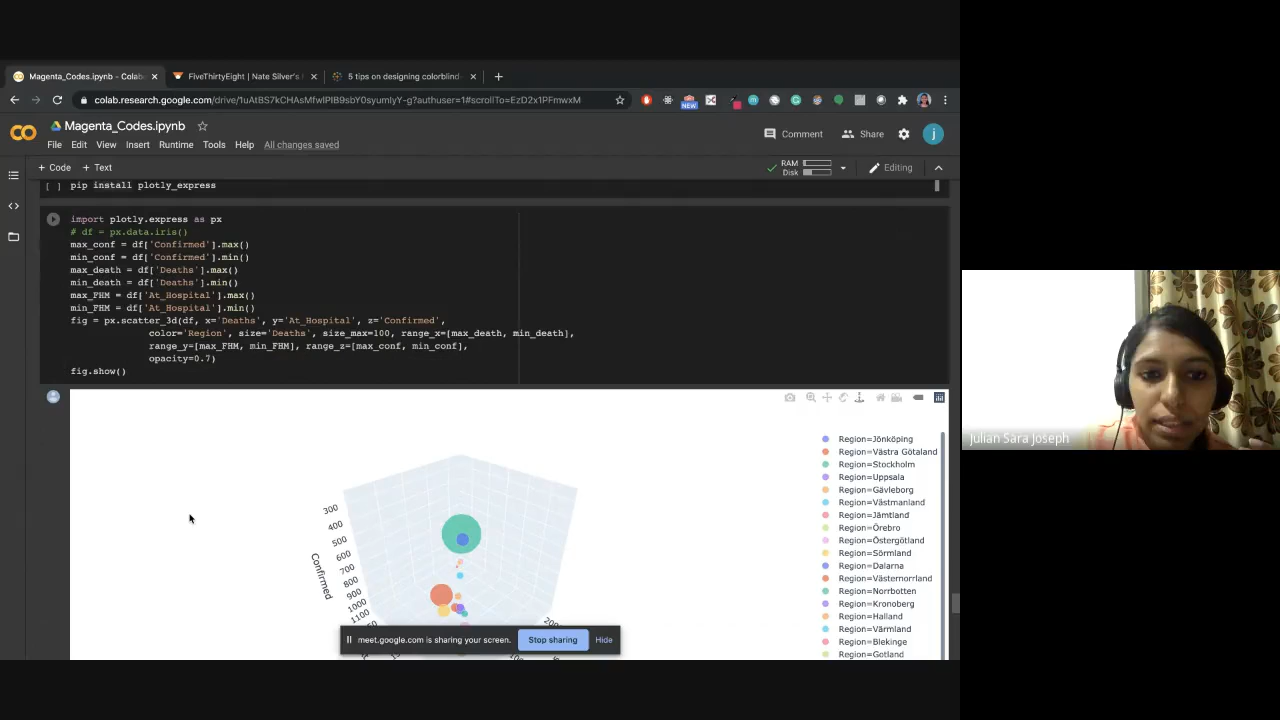 Magenta_Codes.ipynb - Colab
FiveThirtyEight | Nate Silver's
5 tips on designing colorblind
colab.research.google.com/drive/1uAtBS7kCHAsMfwlPIB9sbY0syumIyY-g?authuser=1#scrollTo=EzD2x1PFmwxM
NEW
CO
Magenta_Codes.ipynb
Comment
Share
j
File Edit View Insert Runtime Tools Help All changes saved
+ Code + Text
RAM
Disk
Editing
[ ] pip install plotly_express
import plotly.express as px
# df = px.data.iris()
max_conf = df['Confirmed'].max()
min_conf = df['Confirmed'].min()
max_death = df['Deaths'].max()
min_death = df['Deaths'].min()
max_FHM = df['At_Hospital'].max()
min_FHM = df['At_Hospital'].min()
fig = px.scatter_3d(df, x='Deaths', y='At_Hospital', z='Confirmed',
color='Region', size='Deaths', size_max=100, range_x=[max_death, min_death],
range_y=[max_FHM, min_FHM], range_z=[max_conf, min_conf],
opacity=0.7)
fig.show()
Region=Jönköping
Region=Västra Götaland
Region=Stockholm
Region=Uppsala
Region=Gävleborg
Region=Västmanland
Region=Jämtland
Region=Örebro
Region=Östergötland
Region=Sörmland
Region=Dalarna
Region=Västernorrland
Region=Norrbotten
Region=Kronoberg
Region=Halland
Region=Värmland
Region=Blekinge
Region=Gotland
300
400
500
600
700
800
900
1000
1100
Confirmed
meet.google.com is sharing your screen.
Stop sharing
Hide
Julian Sara Joseph